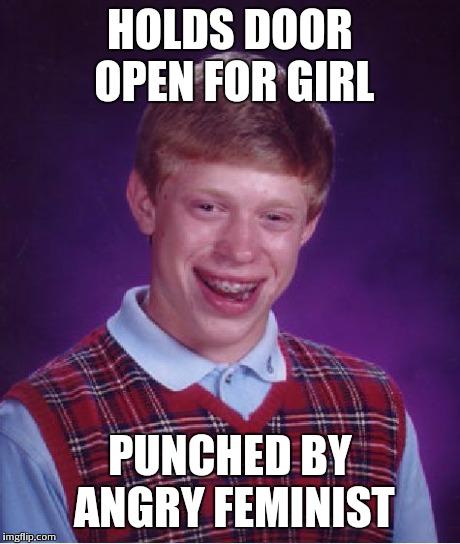 HOLDS DOOR
OPEN FOR GIRL
PUNCHED BY
ANGRY FEMINIST
imgflip.com